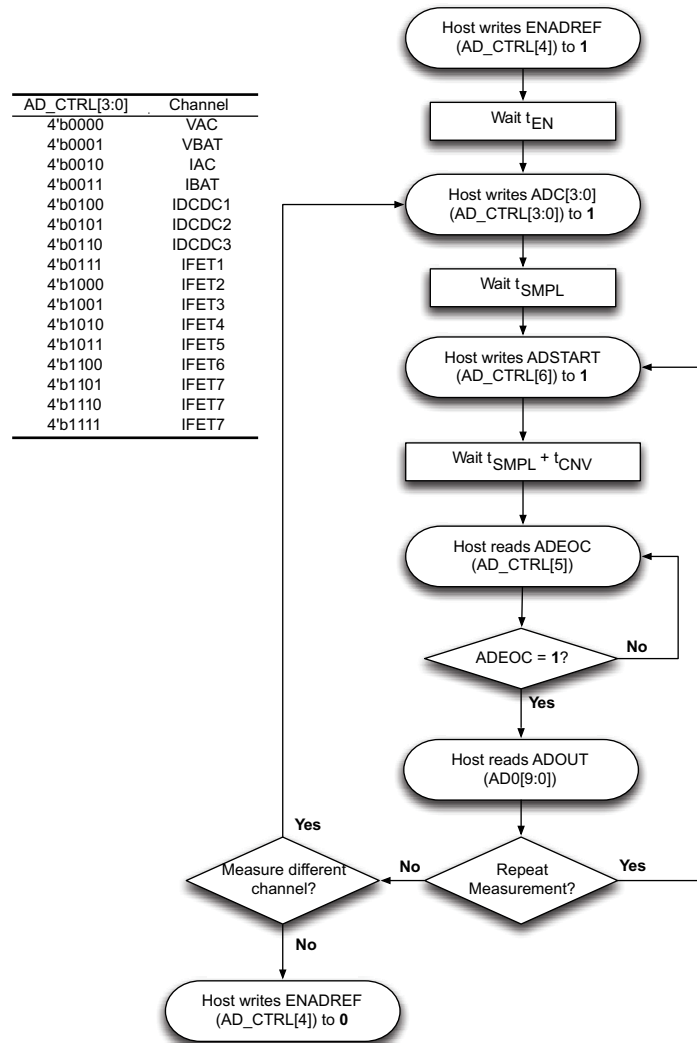 Host writes ENADREF
(AD_CTRL[4]) to 1
Wait tEN
AD_CTRL[3:0] Channel
4'b0000 VAC
4'b0001 VBAT
4'b0010 IAC
4'b0011 IBAT
4'b0100 IDCDC1
4'b0101 IDCDC2
4'b0110 IDCDC3
4'b0111 IFET1
4'b1000 IFET2
4'b1001 IFET3
4'b1010 IFET4
4'b1011 IFET5
4'b1100 IFET6
4'b1101 IFET7
4'b1110 IFET7
4'b1111 IFET7
Host writes ADC[3:0]
(AD_CTRL[3:0]) to 1
Wait tSMPL
Host writes ADSTART
(AD_CTRL[6]) to 1
Wait tSMPL + tCNV
Host reads ADEOC
(AD_CTRL[5])
ADEOC = 1?
No
Yes
Host reads ADOUT
(AD0[9:0])
Repeat
Measurement?
Yes
No
Measure different
channel?
Yes
No
Host writes ENADREF
(AD_CTRL[4]) to 0